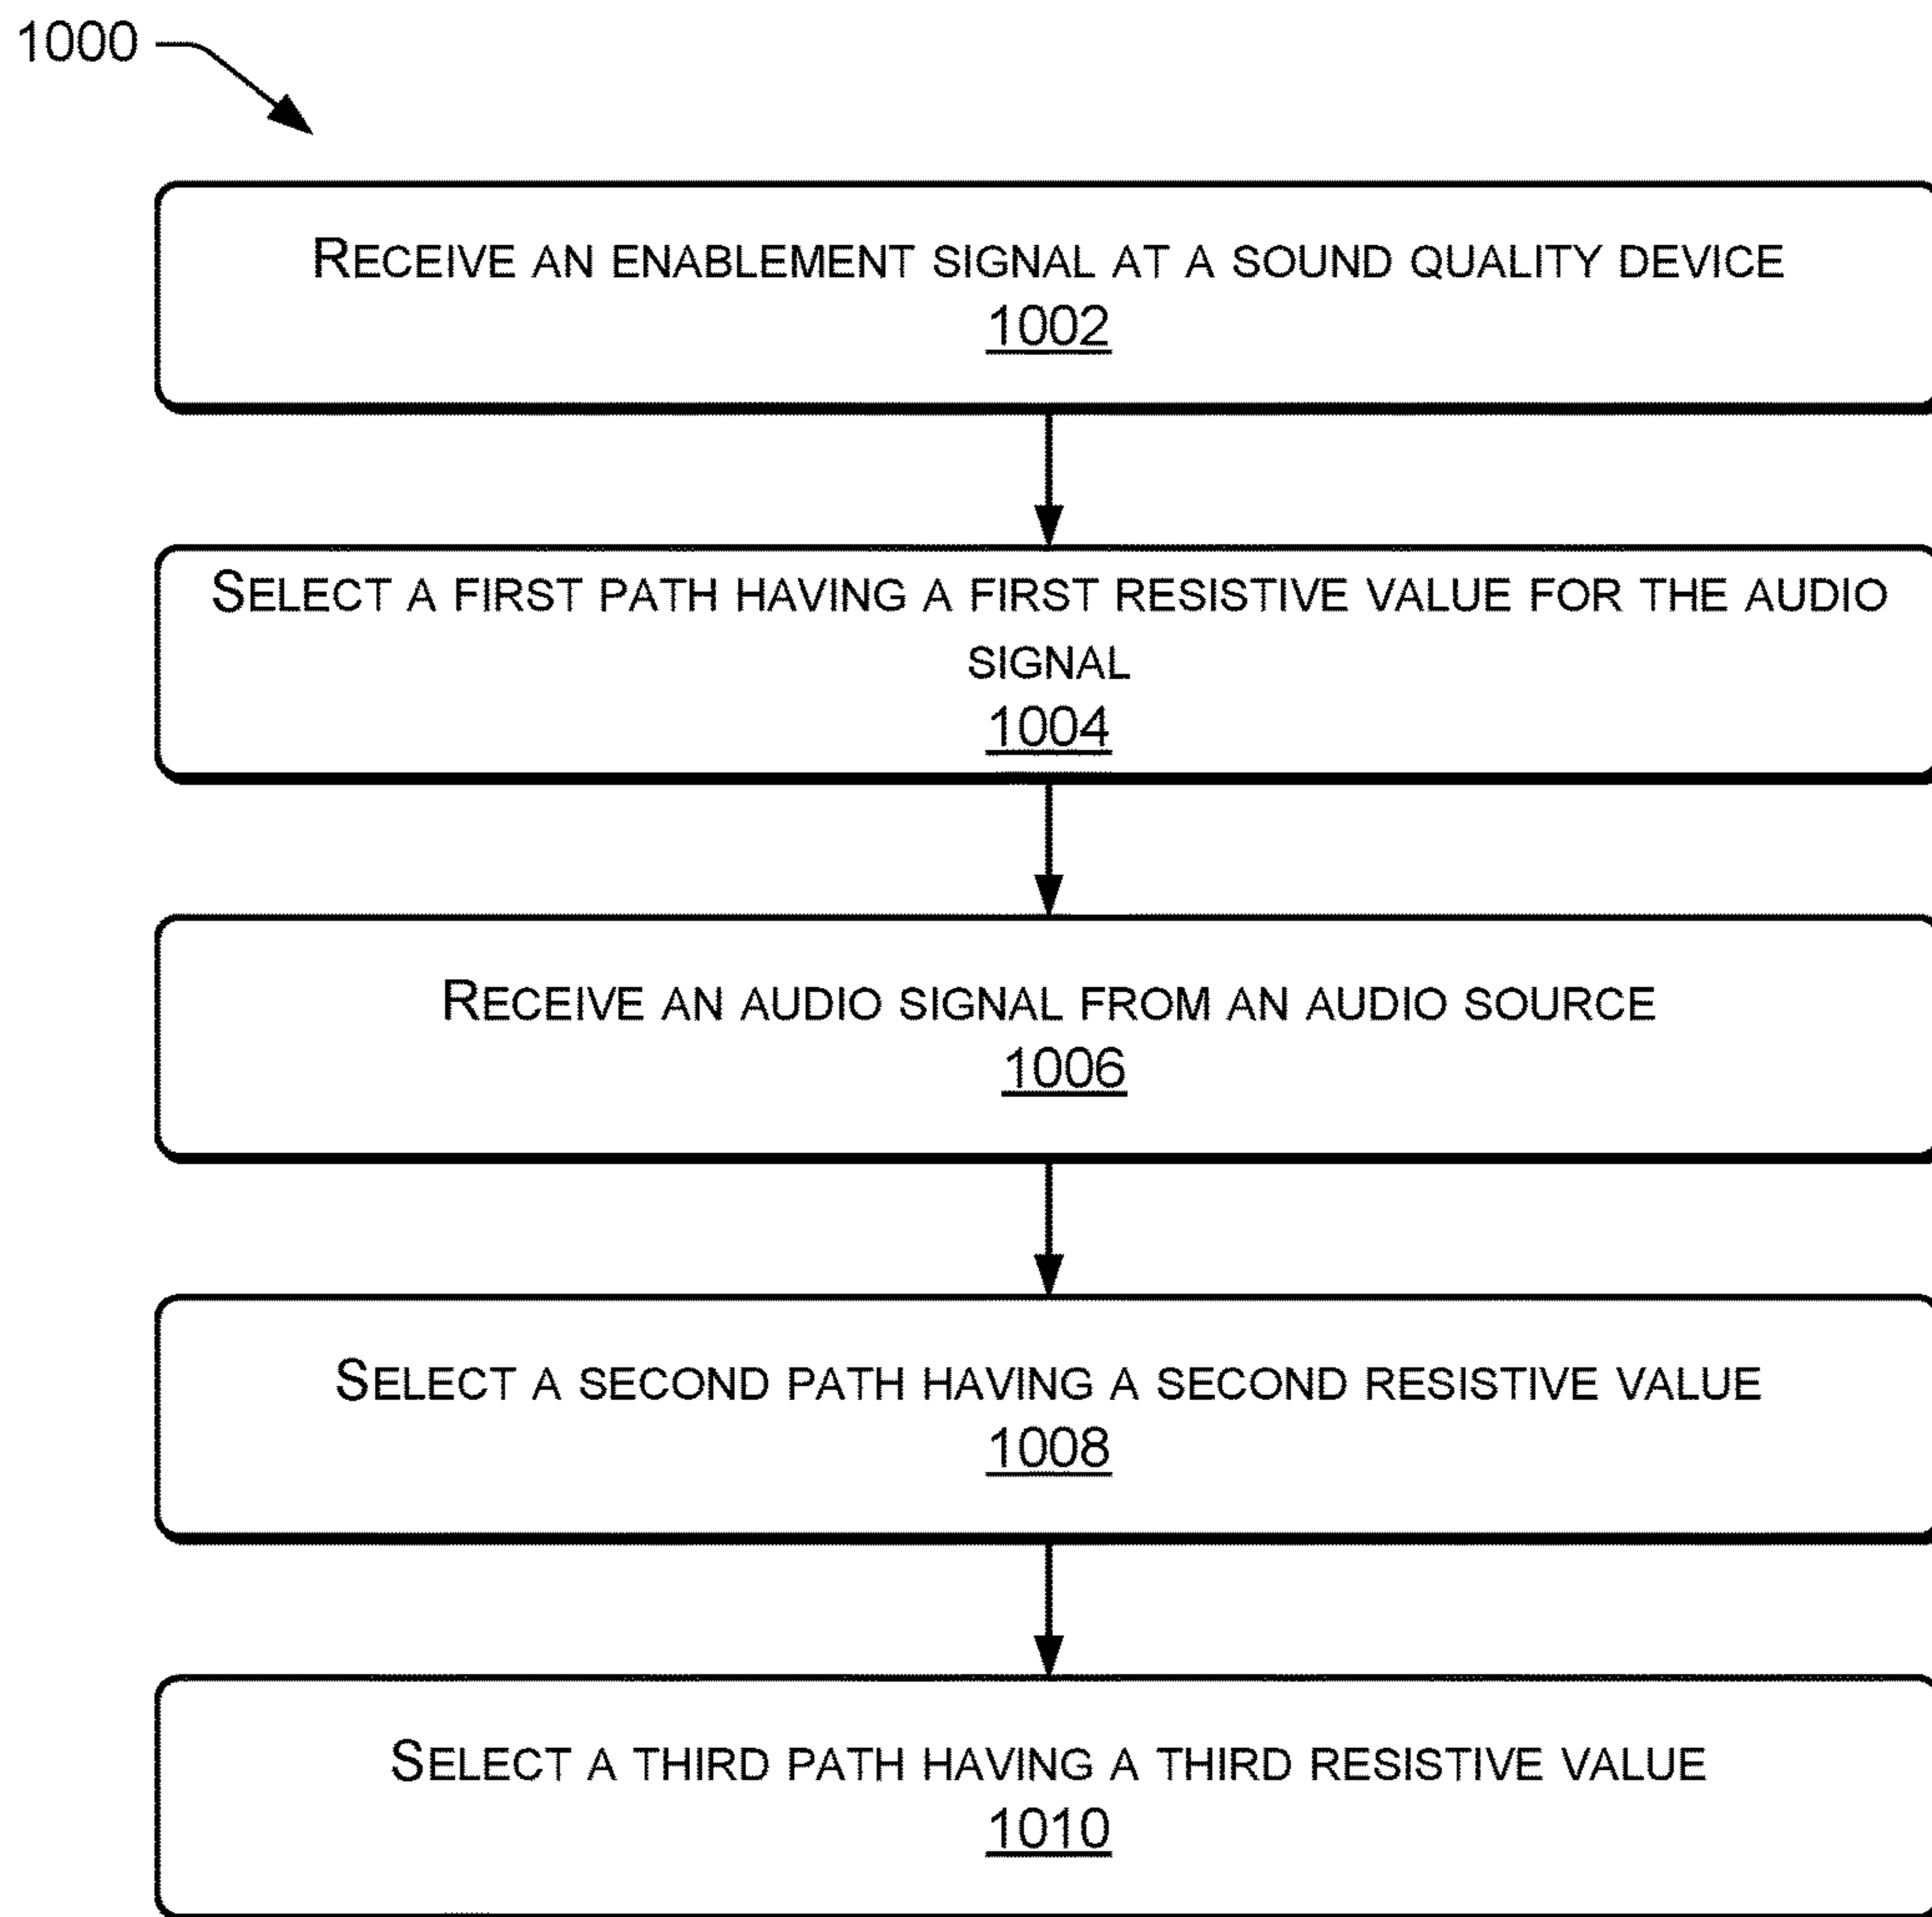 1000
RECEIVE AN ENABLEMENT SIGNAL AT A SOUND QUALITY DEVICE
1002
SELECT A FIRST PATH HAVING A FIRST RESISTIVE VALUE FOR THE AUDIO
SIGNAL
1004
RECEIVE AN AUDIO SIGNAL FROM AN AUDIO SOURCE
1006
SELECT A SECOND PATH HAVING A SECOND RESISTIVE VALUE
1008
SELECT A THIRD PATH HAVING A THIRD RESISTIVE VALUE
1010